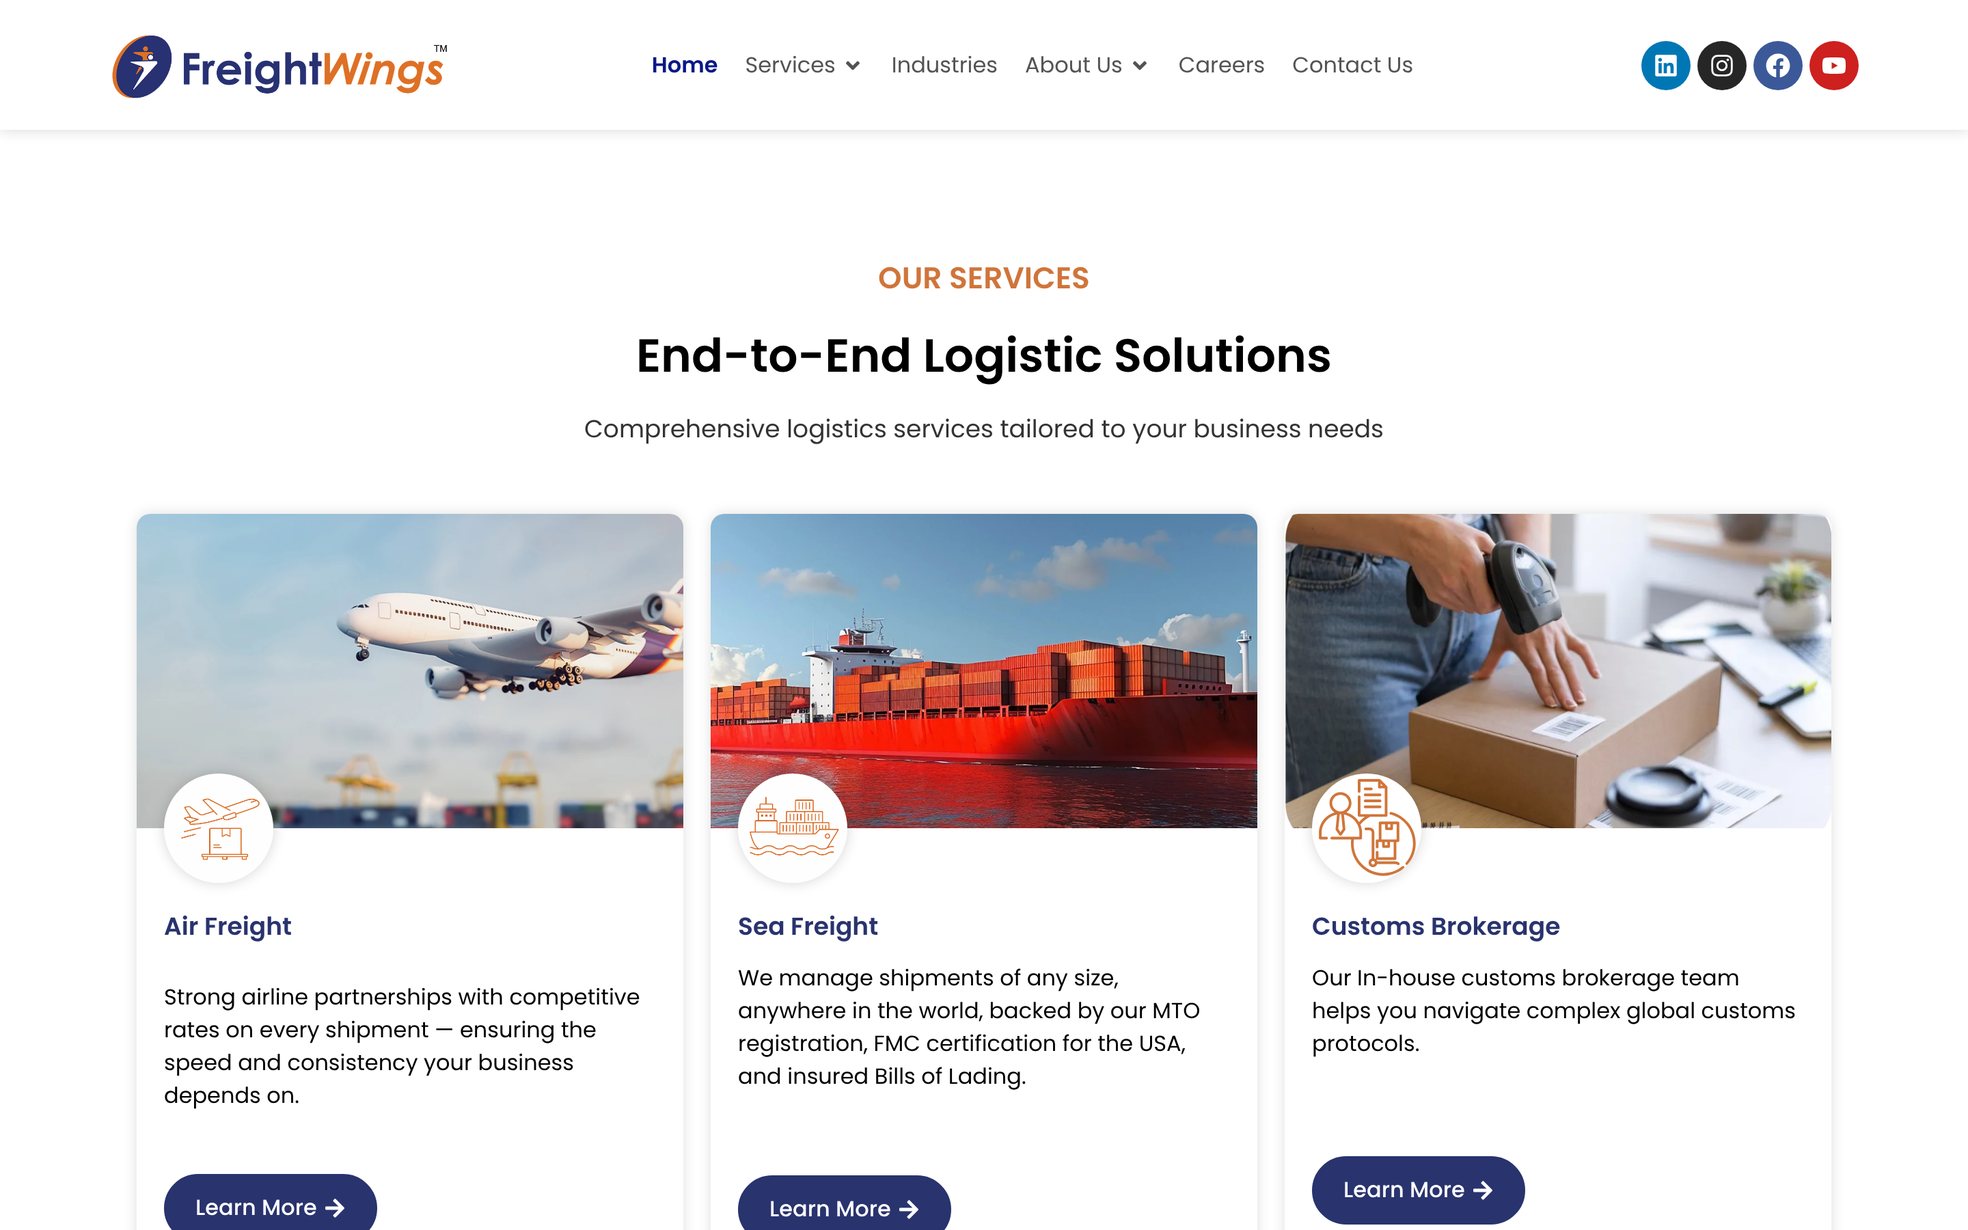 FreightWings™
Home Services Industries About Us Careers Contact Us
OUR SERVICES
End-to-End Logistic Solutions
Comprehensive logistics services tailored to your business needs
Air Freight
Strong airline partnerships with competitive
rates on every shipment — ensuring the
speed and consistency your business
depends on.
Learn More
Sea Freight
We manage shipments of any size,
anywhere in the world, backed by our MTO
registration, FMC certification for the USA,
and insured Bills of Lading.
Learn More
Customs Brokerage
Our In-house customs brokerage team
helps you navigate complex global customs
protocols.
Learn More